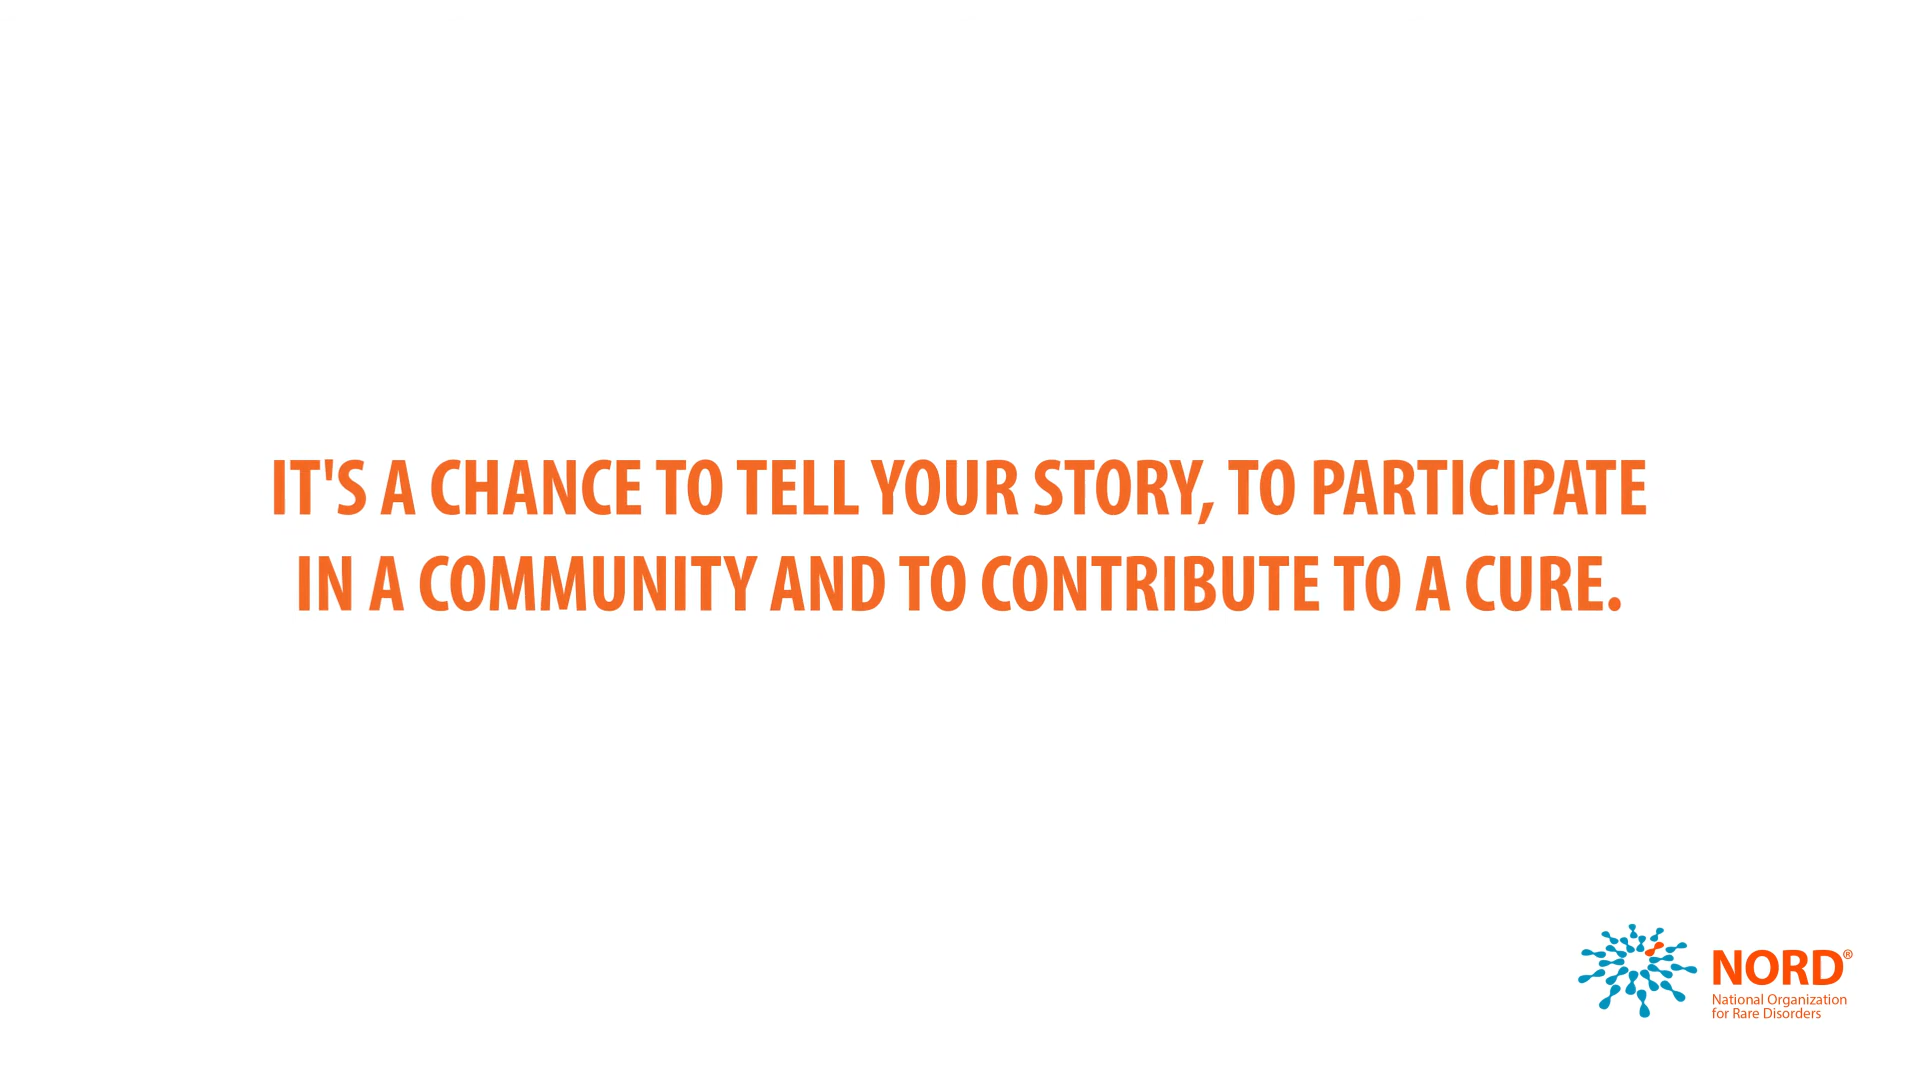 IT'S A CHANCE TO TELL YOUR STORY, TO PARTICIPATE
IN A COMMUNITY AND TO CONTRIBUTE TO A CURE.
NORD®
National Organization
for Rare Disorders